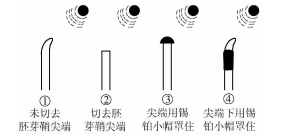 ① ② ③ ④
未切去 切去胚 尖端用锡 尖端下用锡
胚芽鞘尖端 芽鞘尖端 铂小帽罩住 铂小帽罩住